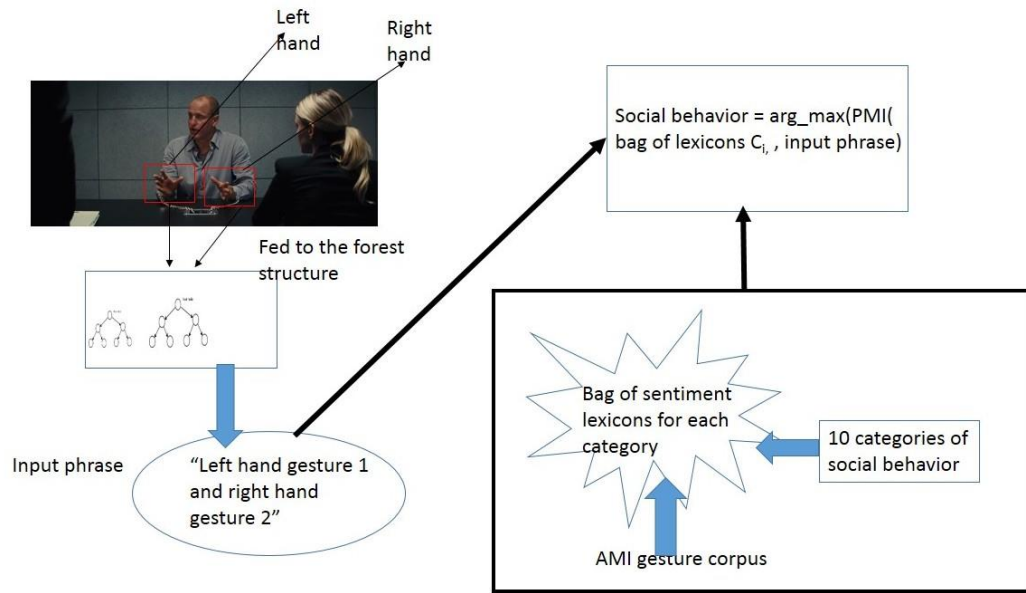 Left
hand
Right
hand
Social behavior = arg_max(PMI(
bag of lexicons Ci, , input phrase)
Fed to the forest
structure
Input phrase
“Left hand gesture 1
and right hand
gesture 2”
Bag of sentiment
lexicons for each
category
10 categories of
social behavior
AMI gesture corpus